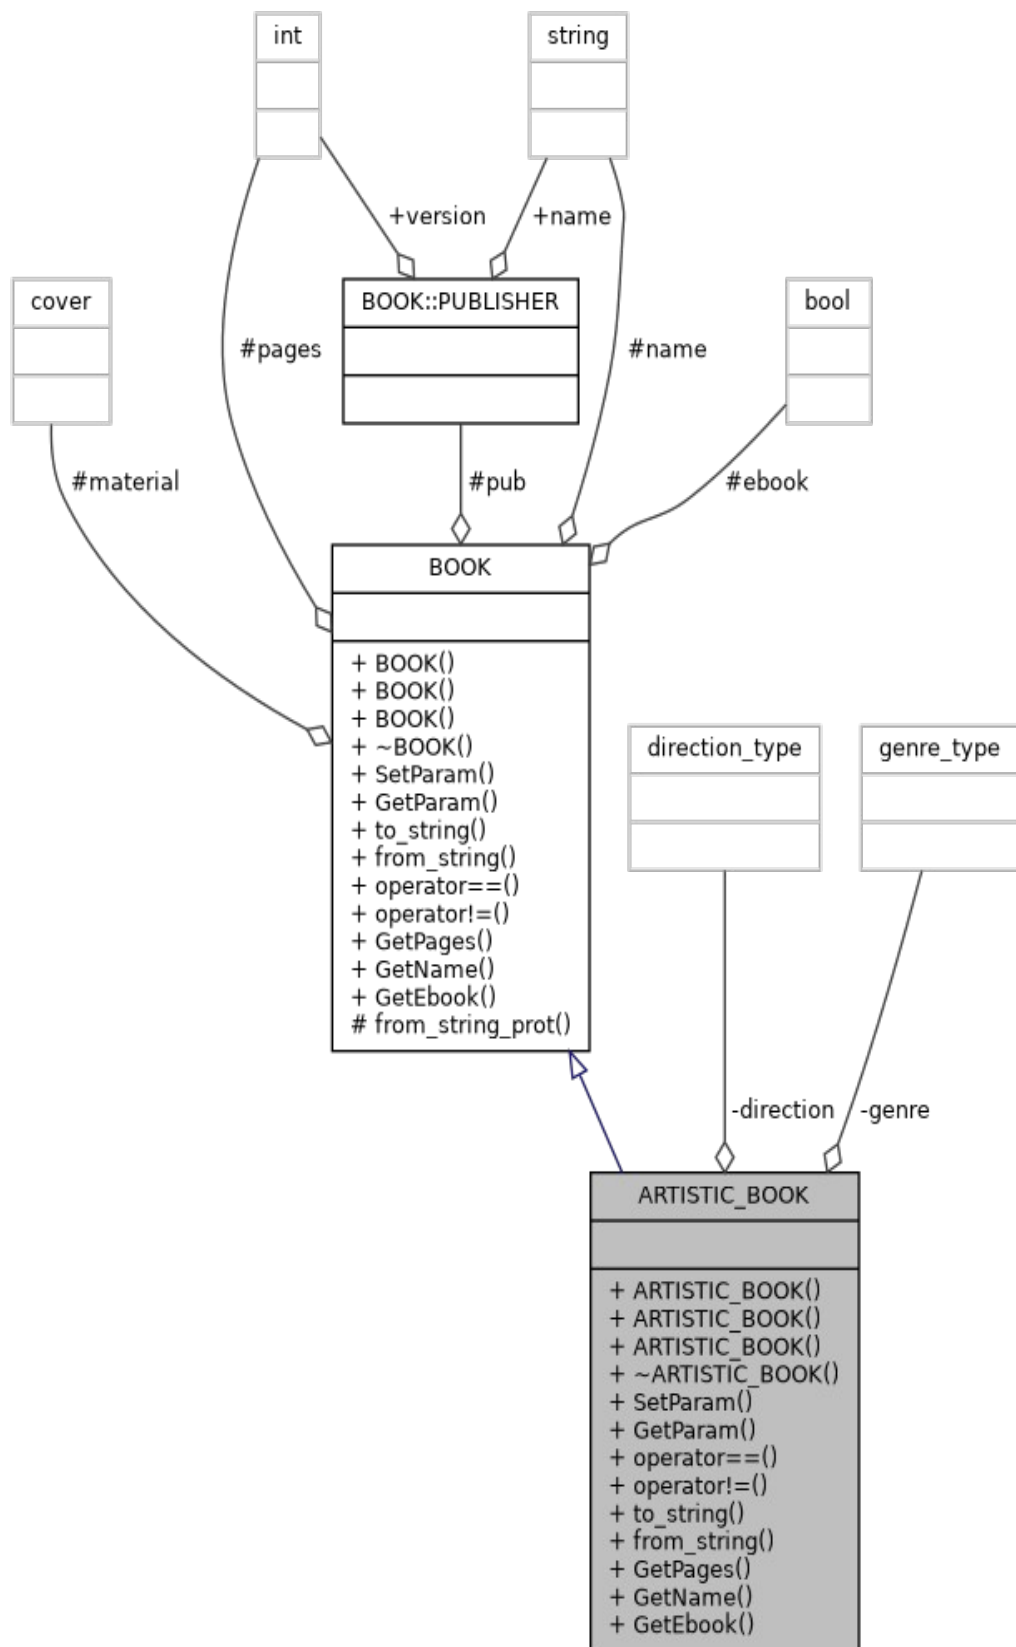 int
string
+version
+name
cover
BOOK::PUBLISHER
bool
#pages
#name
#material
#pub
#ebook
BOOK
+ BOOK()
+ BOOK()
+ BOOK()
+ ~BOOK()
+ SetParam()
+ GetParam()
+ to_string()
+ from_string()
+ operator==()
+ operator!=()
+ GetPages()
+ GetName()
+ GetEbook()
# from_string_prot()
direction_type
genre_type
-direction
-genre
ARTISTIC_BOOK
+ ARTISTIC_BOOK()
+ ARTISTIC_BOOK()
+ ARTISTIC_BOOK()
+ ~ARTISTIC_BOOK()
+ SetParam()
+ GetParam()
+ operator==()
+ operator!=()
+ to_string()
+ from_string()
+ GetPages()
+ GetName()
+ GetEbook()